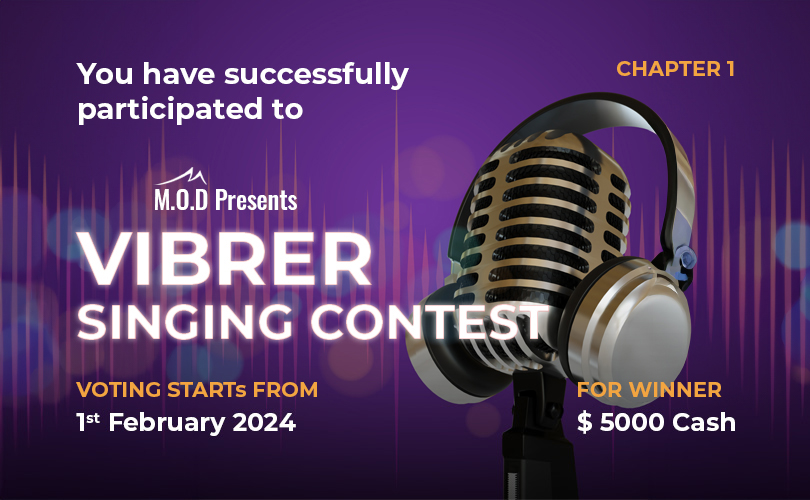 You have successfully
participated to
CHAPTER 1
M.O.D Presents
VIBRER
SINGING CONTEST
VOTING STARTs FROM
1st February 2024
FOR WINNER
$ 5000 Cash